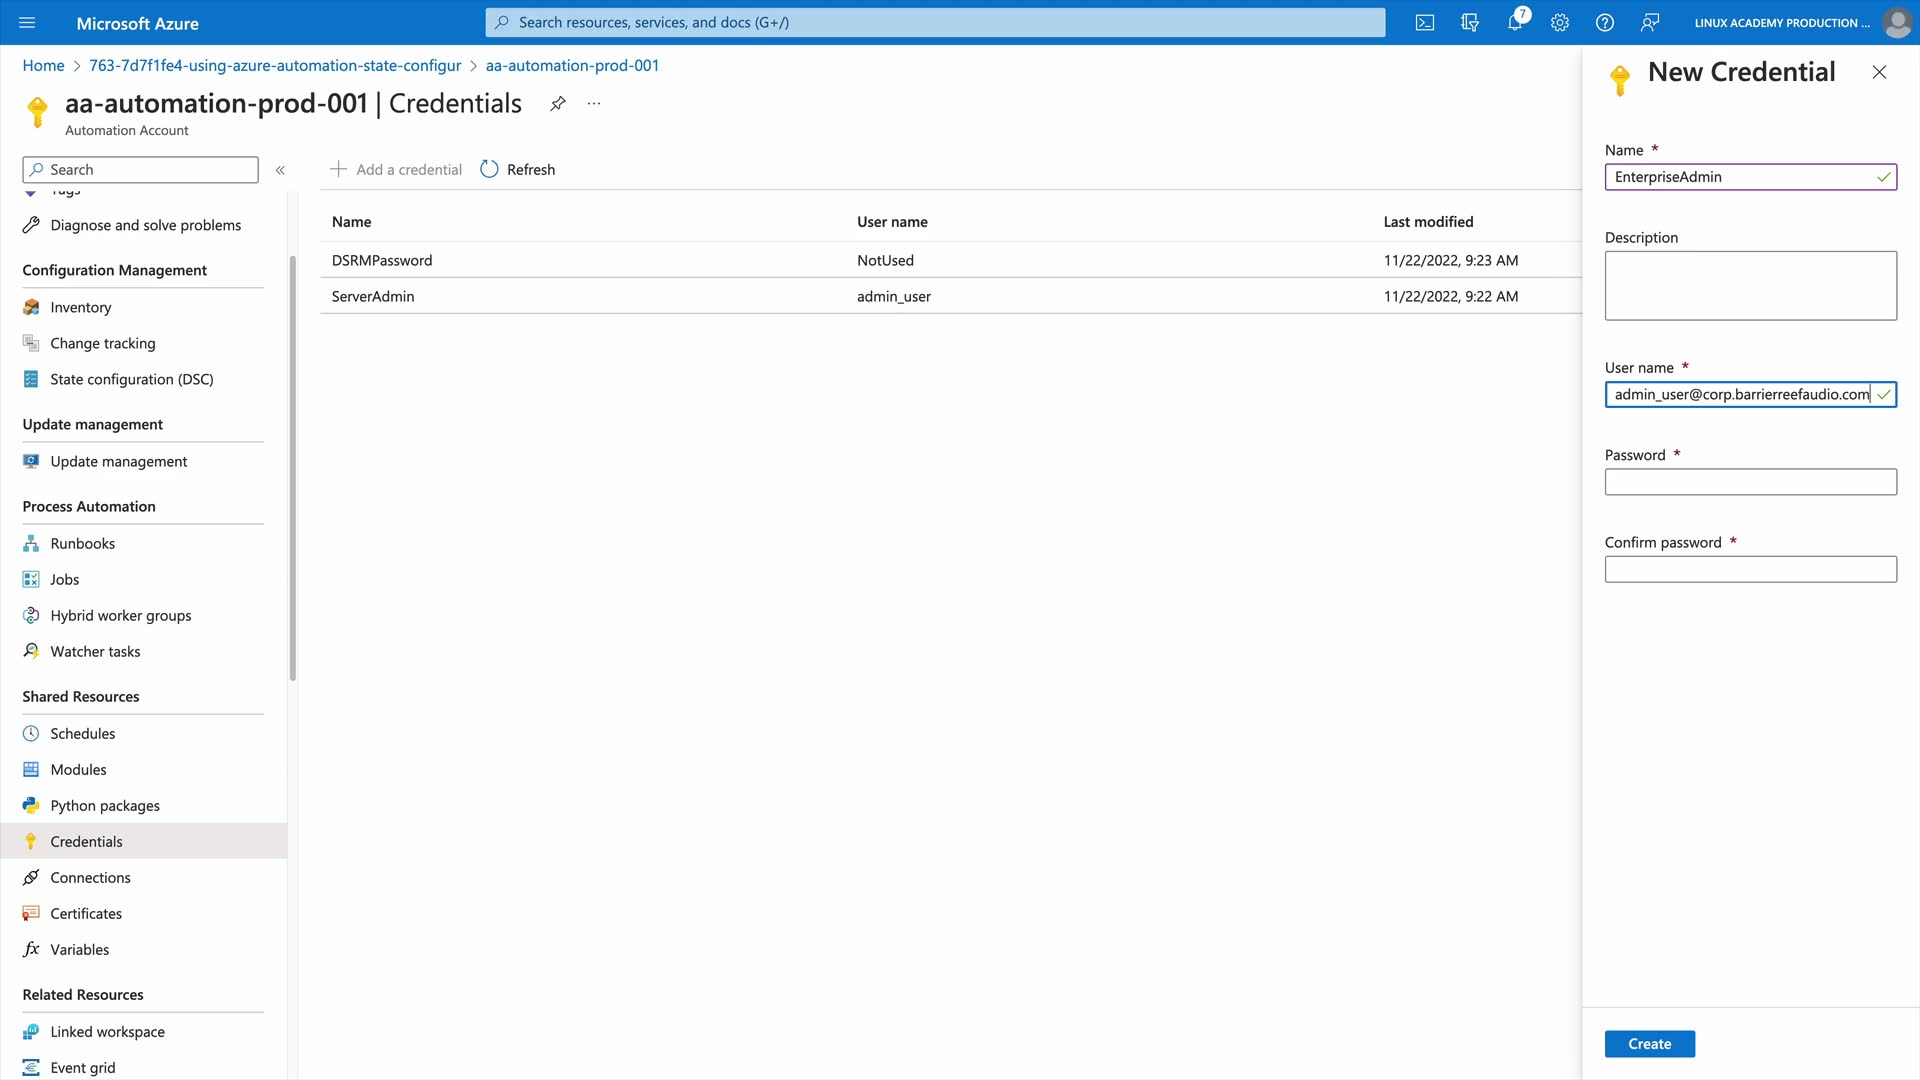 Microsoft Azure
Search resources, services, and docs (G+/)
7
LINUX ACADEMY PRODUCTION ...
Home > 763-7d7f1fe4-using-azure-automation-state-configur > aa-automation-prod-001
aa-automation-prod-001 | Credentials
...
Automation Account
Search
«
Tags
Diagnose and solve problems
Configuration Management
Inventory
Change tracking
State configuration (DSC)
Update management
Update management
Process Automation
Runbooks
Jobs
Hybrid worker groups
Watcher tasks
Shared Resources
Schedules
Modules
Python packages
Credentials
Connections
Certificates
Variables
Related Resources
Linked workspace
Event grid
Add a credential Refresh
Name User name Last modified
DSRMPassword NotUsed 11/22/2022, 9:23 AM
ServerAdmin admin_user 11/22/2022, 9:22 AM
New Credential
Name *
EnterpriseAdmin
Description
User name *
admin_user@corp.barrierreefaudio.com
Password *
Confirm password *
Create